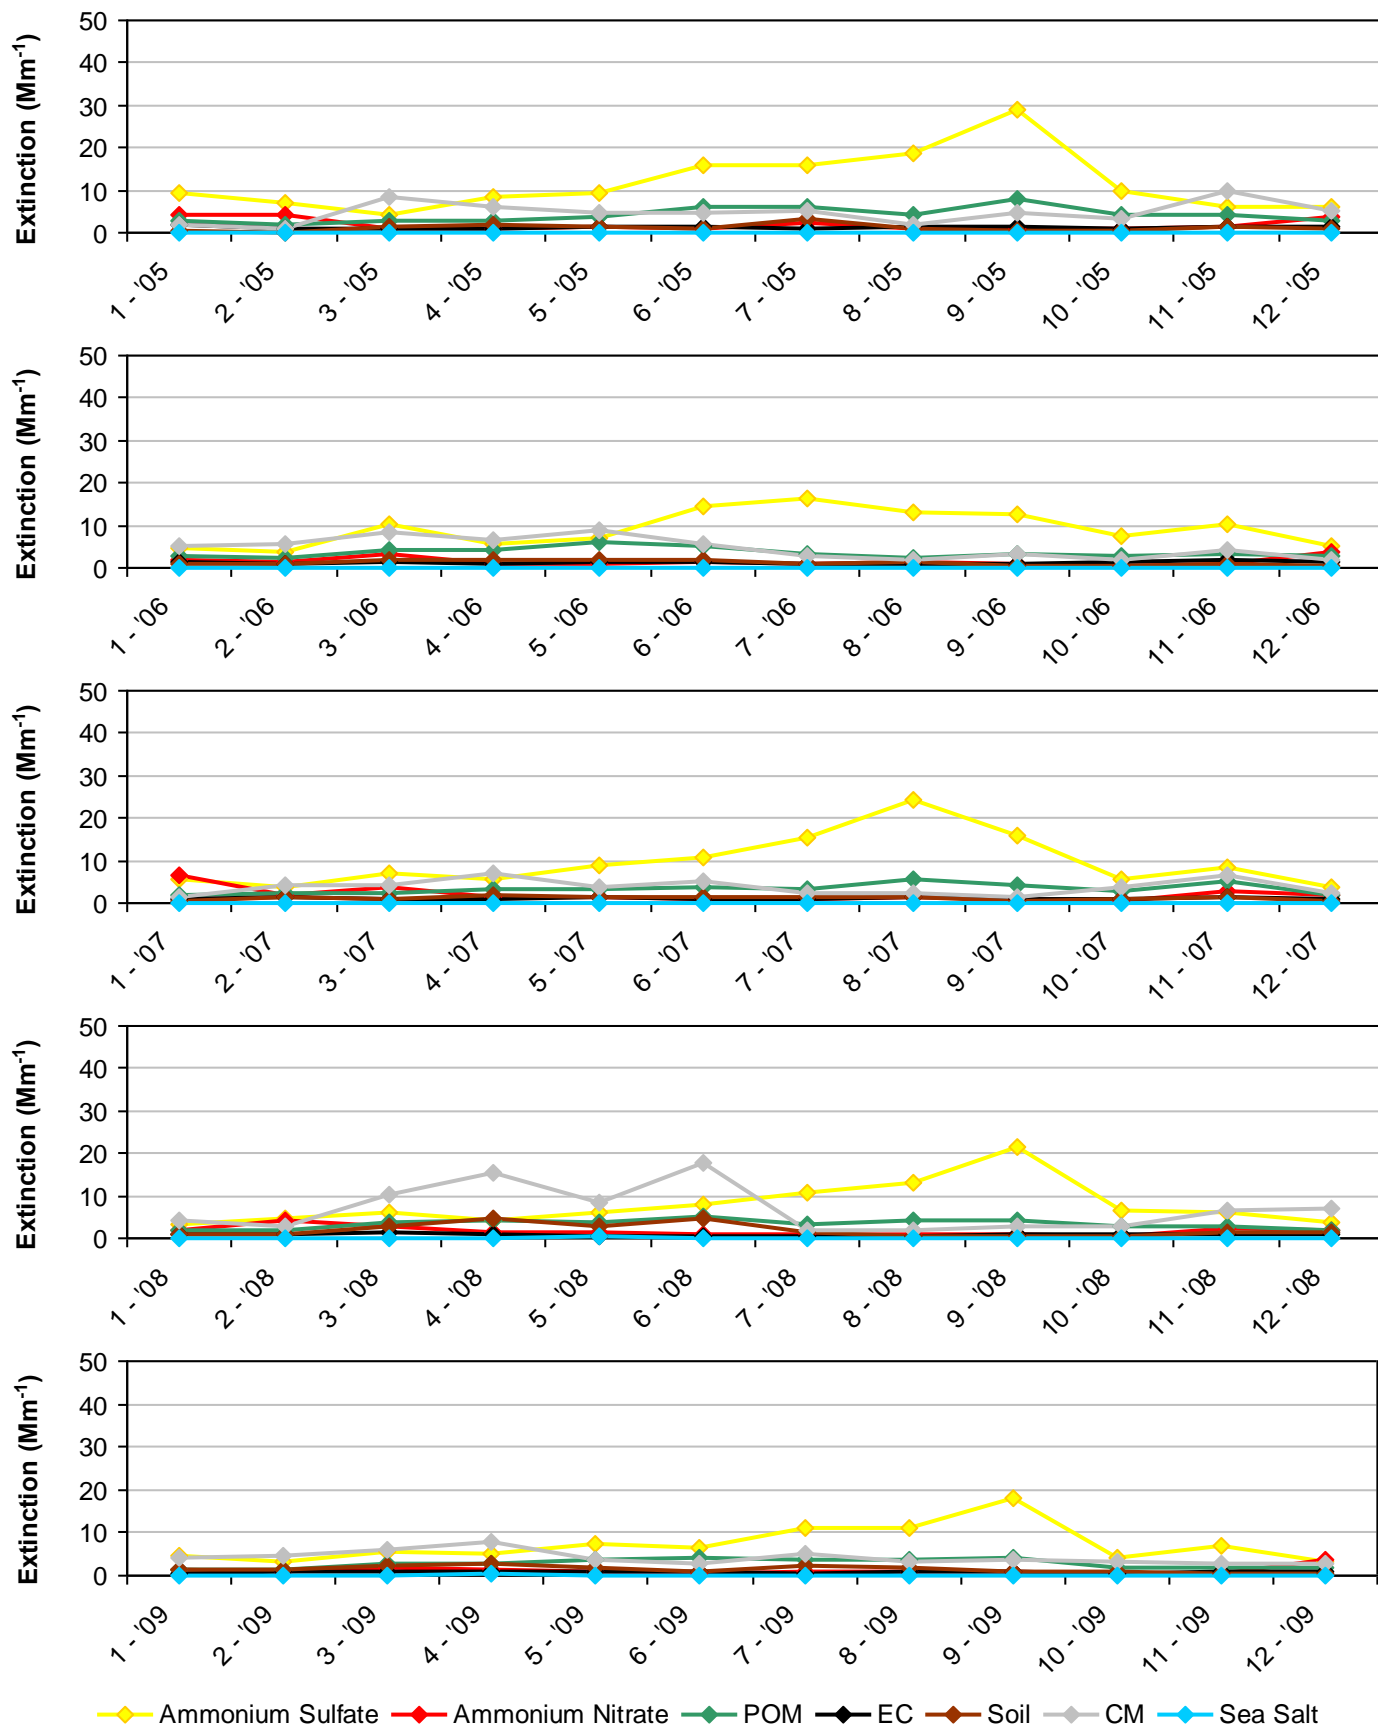 Extinction (Mm-1)
50
40
30
20
10
0
1 - '05 2 - '05 3 - '05 4 - '05 5 - '05 6 - '05 7 - '05 8 - '05 9 - '05 10 - '05 11 - '05 12 - '05
Extinction (Mm-1)
50
40
30
20
10
0
1 - '06 2 - '06 3 - '06 4 - '06 5 - '06 6 - '06 7 - '06 8 - '06 9 - '06 10 - '06 11 - '06 12 - '06
Extinction (Mm-1)
50
40
30
20
10
0
1 - '07 2 - '07 3 - '07 4 - '07 5 - '07 6 - '07 7 - '07 8 - '07 9 - '07 10 - '07 11 - '07 12 - '07
Extinction (Mm-1)
50
40
30
20
10
0
1 - '08 2 - '08 3 - '08 4 - '08 5 - '08 6 - '08 7 - '08 8 - '08 9 - '08 10 - '08 11 - '08 12 - '08
Extinction (Mm-1)
50
40
30
20
10
0
1 - '09 2 - '09 3 - '09 4 - '09 5 - '09 6 - '09 7 - '09 8 - '09 9 - '09 10 - '09 11 - '09 12 - '09
Ammonium Sulfate Ammonium Nitrate POM EC Soil CM Sea Salt